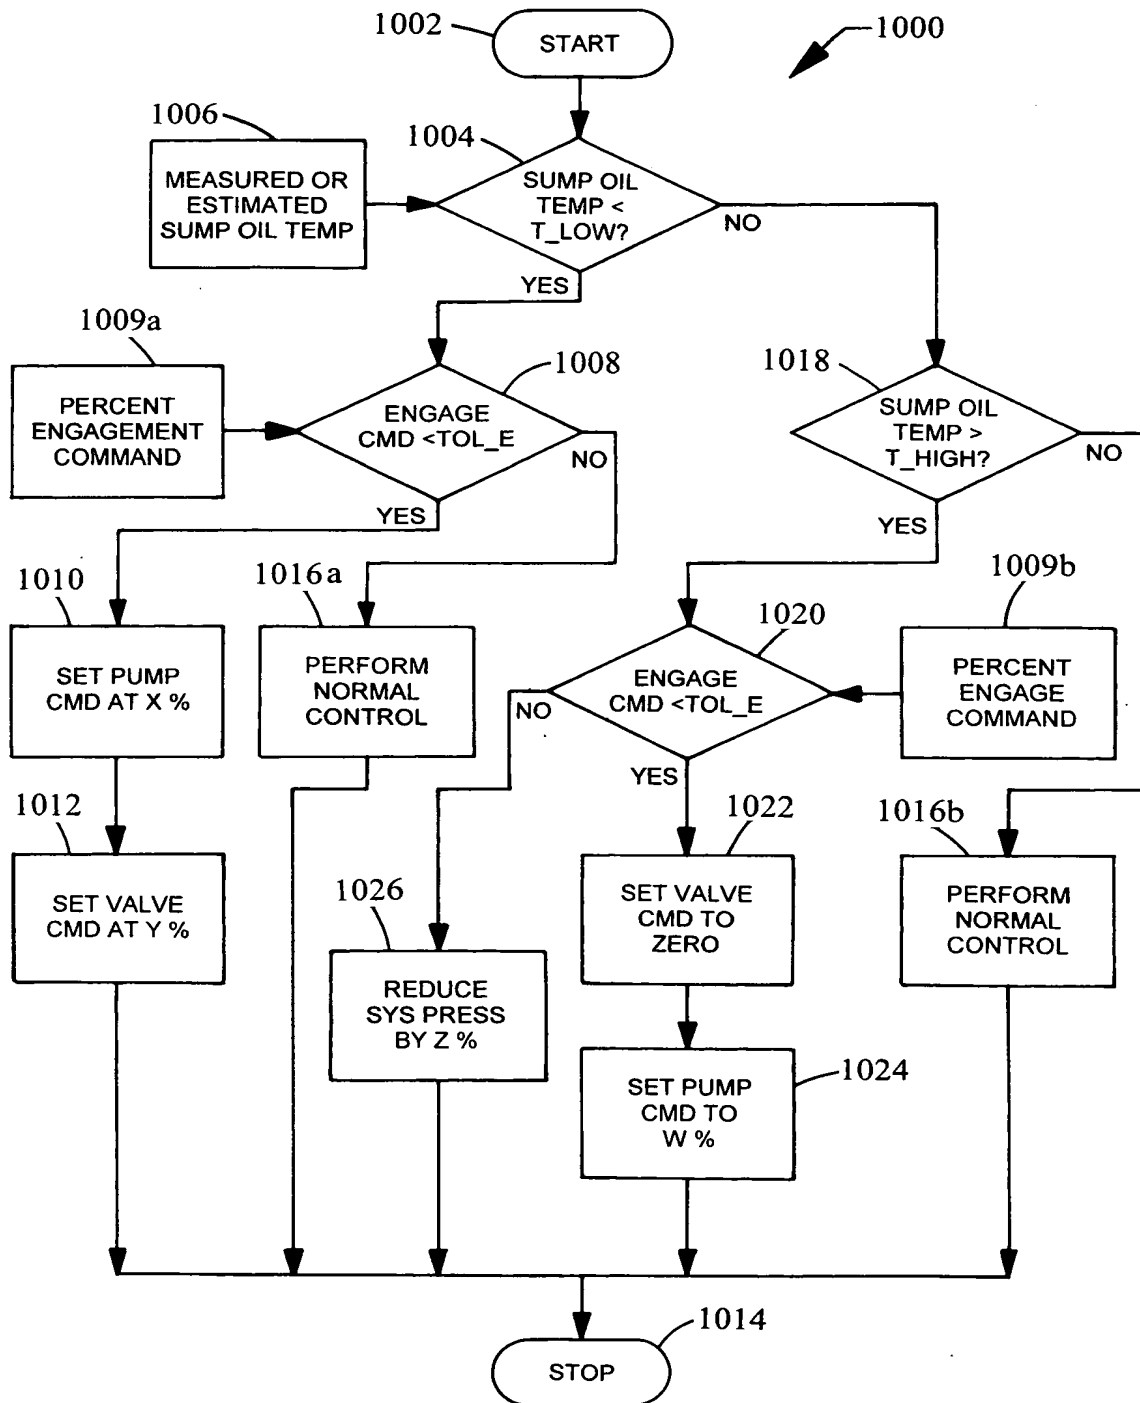 1002
START
1000
1006
1004
MEASURED OR
ESTIMATED
SUMP OIL TEMP
SUMP OIL
TEMP <
T_LOW?
NO
YES
1009a
1008
1018
PERCENT
ENGAGEMENT
COMMAND
ENGAGE
CMD <TOL_E
NO
YES
SUMP OIL
TEMP >
T_HIGH?
NO
YES
1010
1016a
1020
1009b
SET PUMP
CMD AT X %
PERFORM
NORMAL
CONTROL
ENGAGE
CMD <TOL_E
NO
YES
PERCENT
ENGAGE
COMMAND
1012
1022
1016b
SET VALVE
CMD AT Y %
1026
SET VALVE
CMD TO
ZERO
PERFORM
NORMAL
CONTROL
REDUCE
SYS PRESS
BY Z %
1024
SET PUMP
CMD TO
W %
1014
STOP